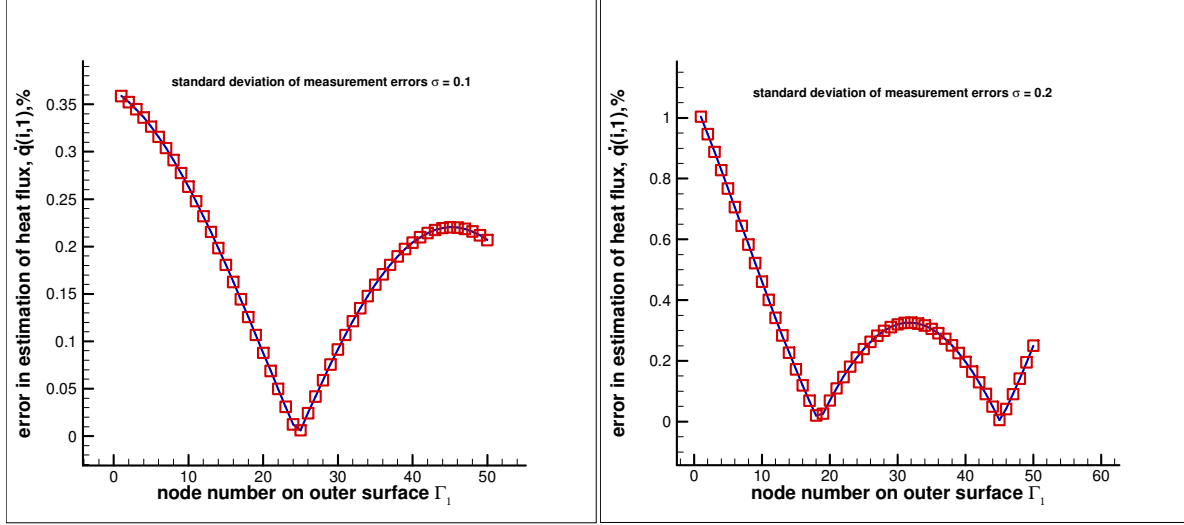 standard deviation of measurement errors σ = 0.1
error in estimation of heat flux, q̇(i,1),%
0.35
0.3
0.25
0.2
0.15
0.1
0.05
0
0 10 20 30 40 50
node number on outer surface Γ₁
standard deviation of measurement errors σ = 0.2
error in estimation of heat flux, q̇(i,1),%
1
0.8
0.6
0.4
0.2
0
0 10 20 30 40 50 60
node number on outer surface Γ₁